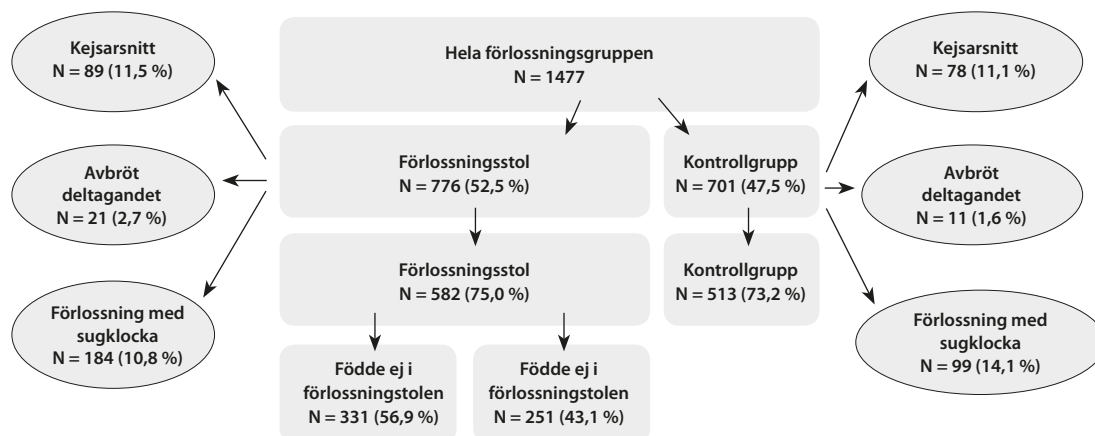 Hela förlossningsgruppen
N = 1477
Kejsarsnitt
N = 89 (11,5 %)
Avbröt
deltagandet
N = 21 (2,7 %)
Förlossning med
sugklocka
N = 184 (10,8 %)
Förlossningsstol
N = 776 (52,5 %)
Kontrollgrupp
N = 701 (47,5 %)
Kejsarsnitt
N = 78 (11,1 %)
Avbröt
deltagandet
N = 11 (1,6 %)
Förlossning med
sugklocka
N = 99 (14,1 %)
Förlossningsstol
N = 582 (75,0 %)
Kontrollgrupp
N = 513 (73,2 %)
Födde ej i
förlossningstolen
N = 331 (56,9 %)
Födde ej i
förlossningstolen
N = 251 (43,1 %)